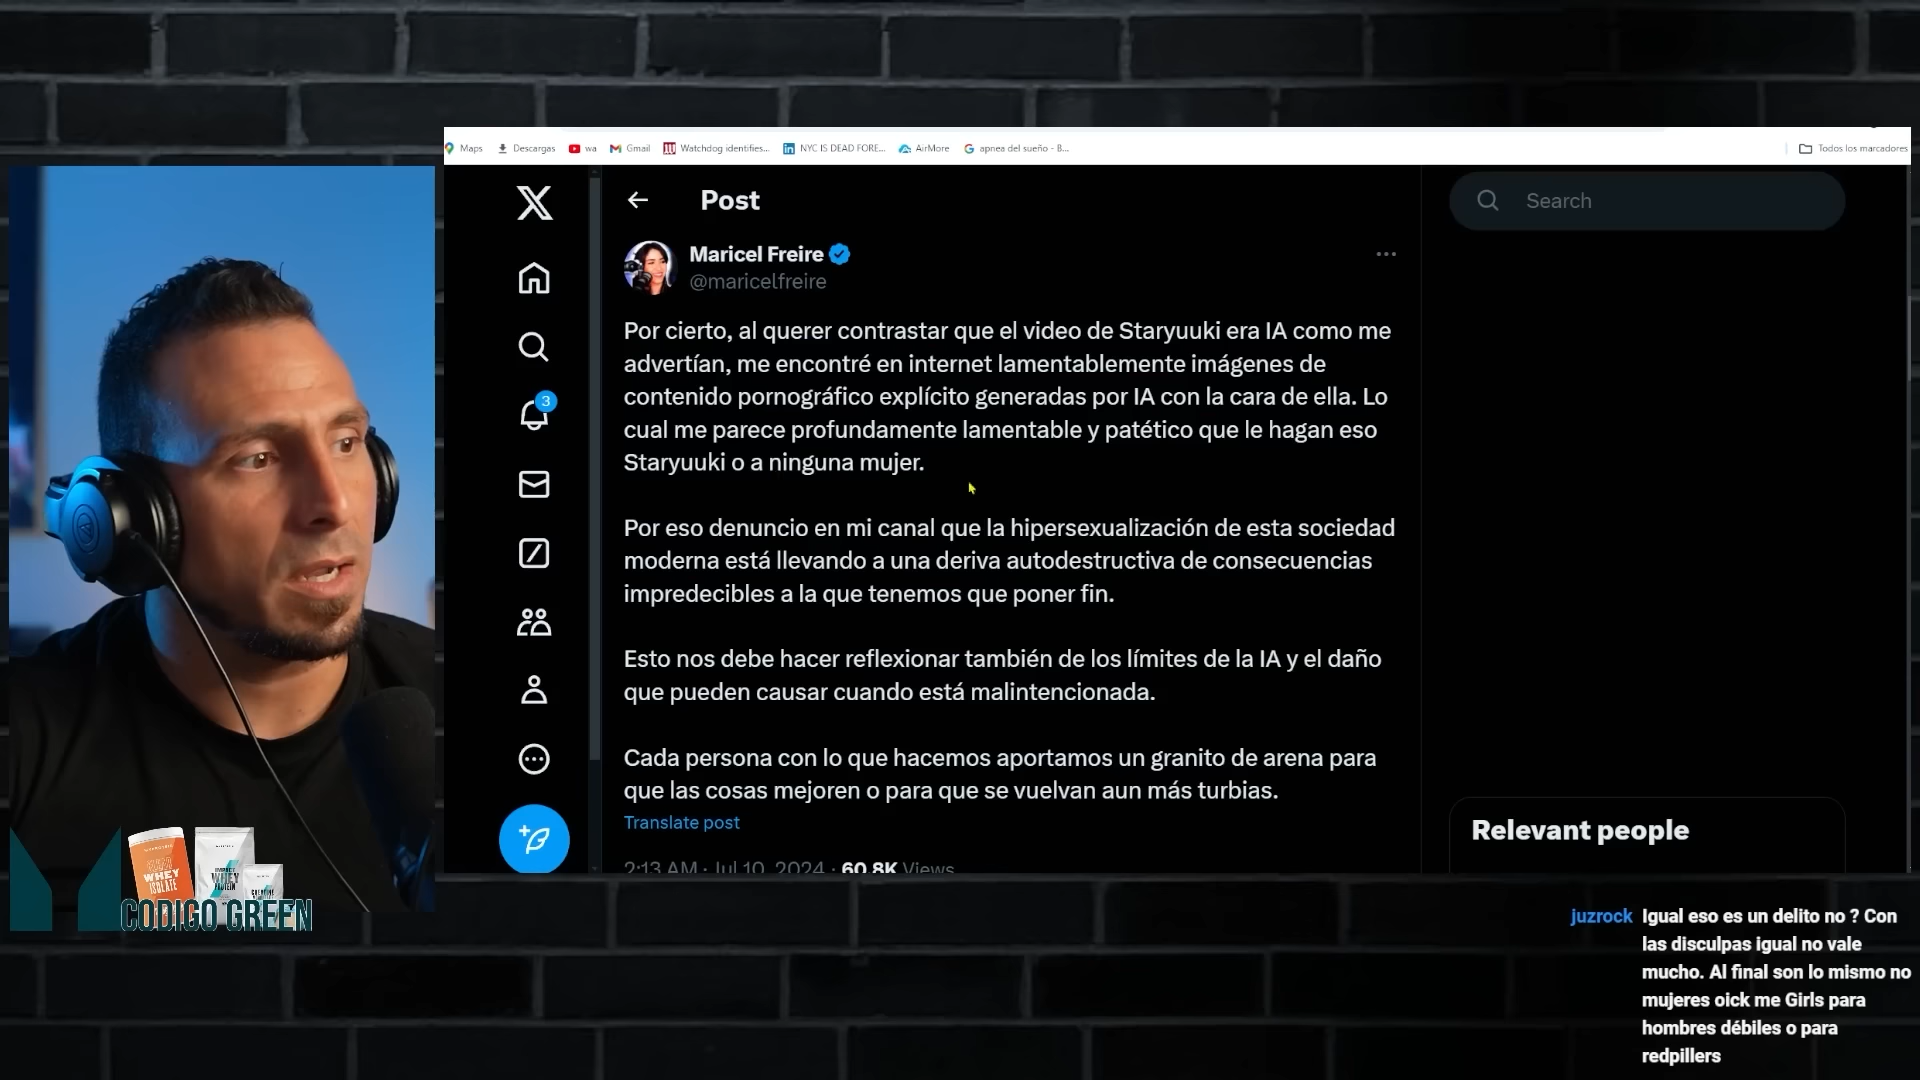 Maps Descargas wa Gmail Watchdog identifies... NYC IS DEAD FORE... AirMore apnea del sueño - B... Todos los marcadores
Post
Search
Maricel Freire
@maricelfreire
3
Por cierto, al querer contrastar que el video de Staryuuki era IA como me
advertían, me encontré en internet lamentablemente imágenes de
contenido pornográfico explícito generadas por IA con la cara de ella. Lo
cual me parece profundamente lamentable y patético que le hagan eso
Staryuuki o a ninguna mujer.
Por eso denuncio en mi canal que la hipersexualización de esta sociedad
moderna está llevando a una deriva autodestructiva de consecuencias
impredecibles a la que tenemos que poner fin.
Esto nos debe hacer reflexionar también de los límites de la IA y el daño
que pueden causar cuando está malintencionada.
Cada persona con lo que hacemos aportamos un granito de arena para
que las cosas mejoren o para que se vuelvan aun más turbias.
Translate post
2:13 AM · Jul 10, 2024 · 60.8K Views
Relevant people
WHEY
ISOLATE
IMPACT
WHEY
PROTEIN
CODIGO GREEN
juzrock Igual eso es un delito no ? Con
las disculpas igual no vale
mucho. Al final son lo mismo no
mujeres oick me Girls para
hombres débiles o para
redpillers